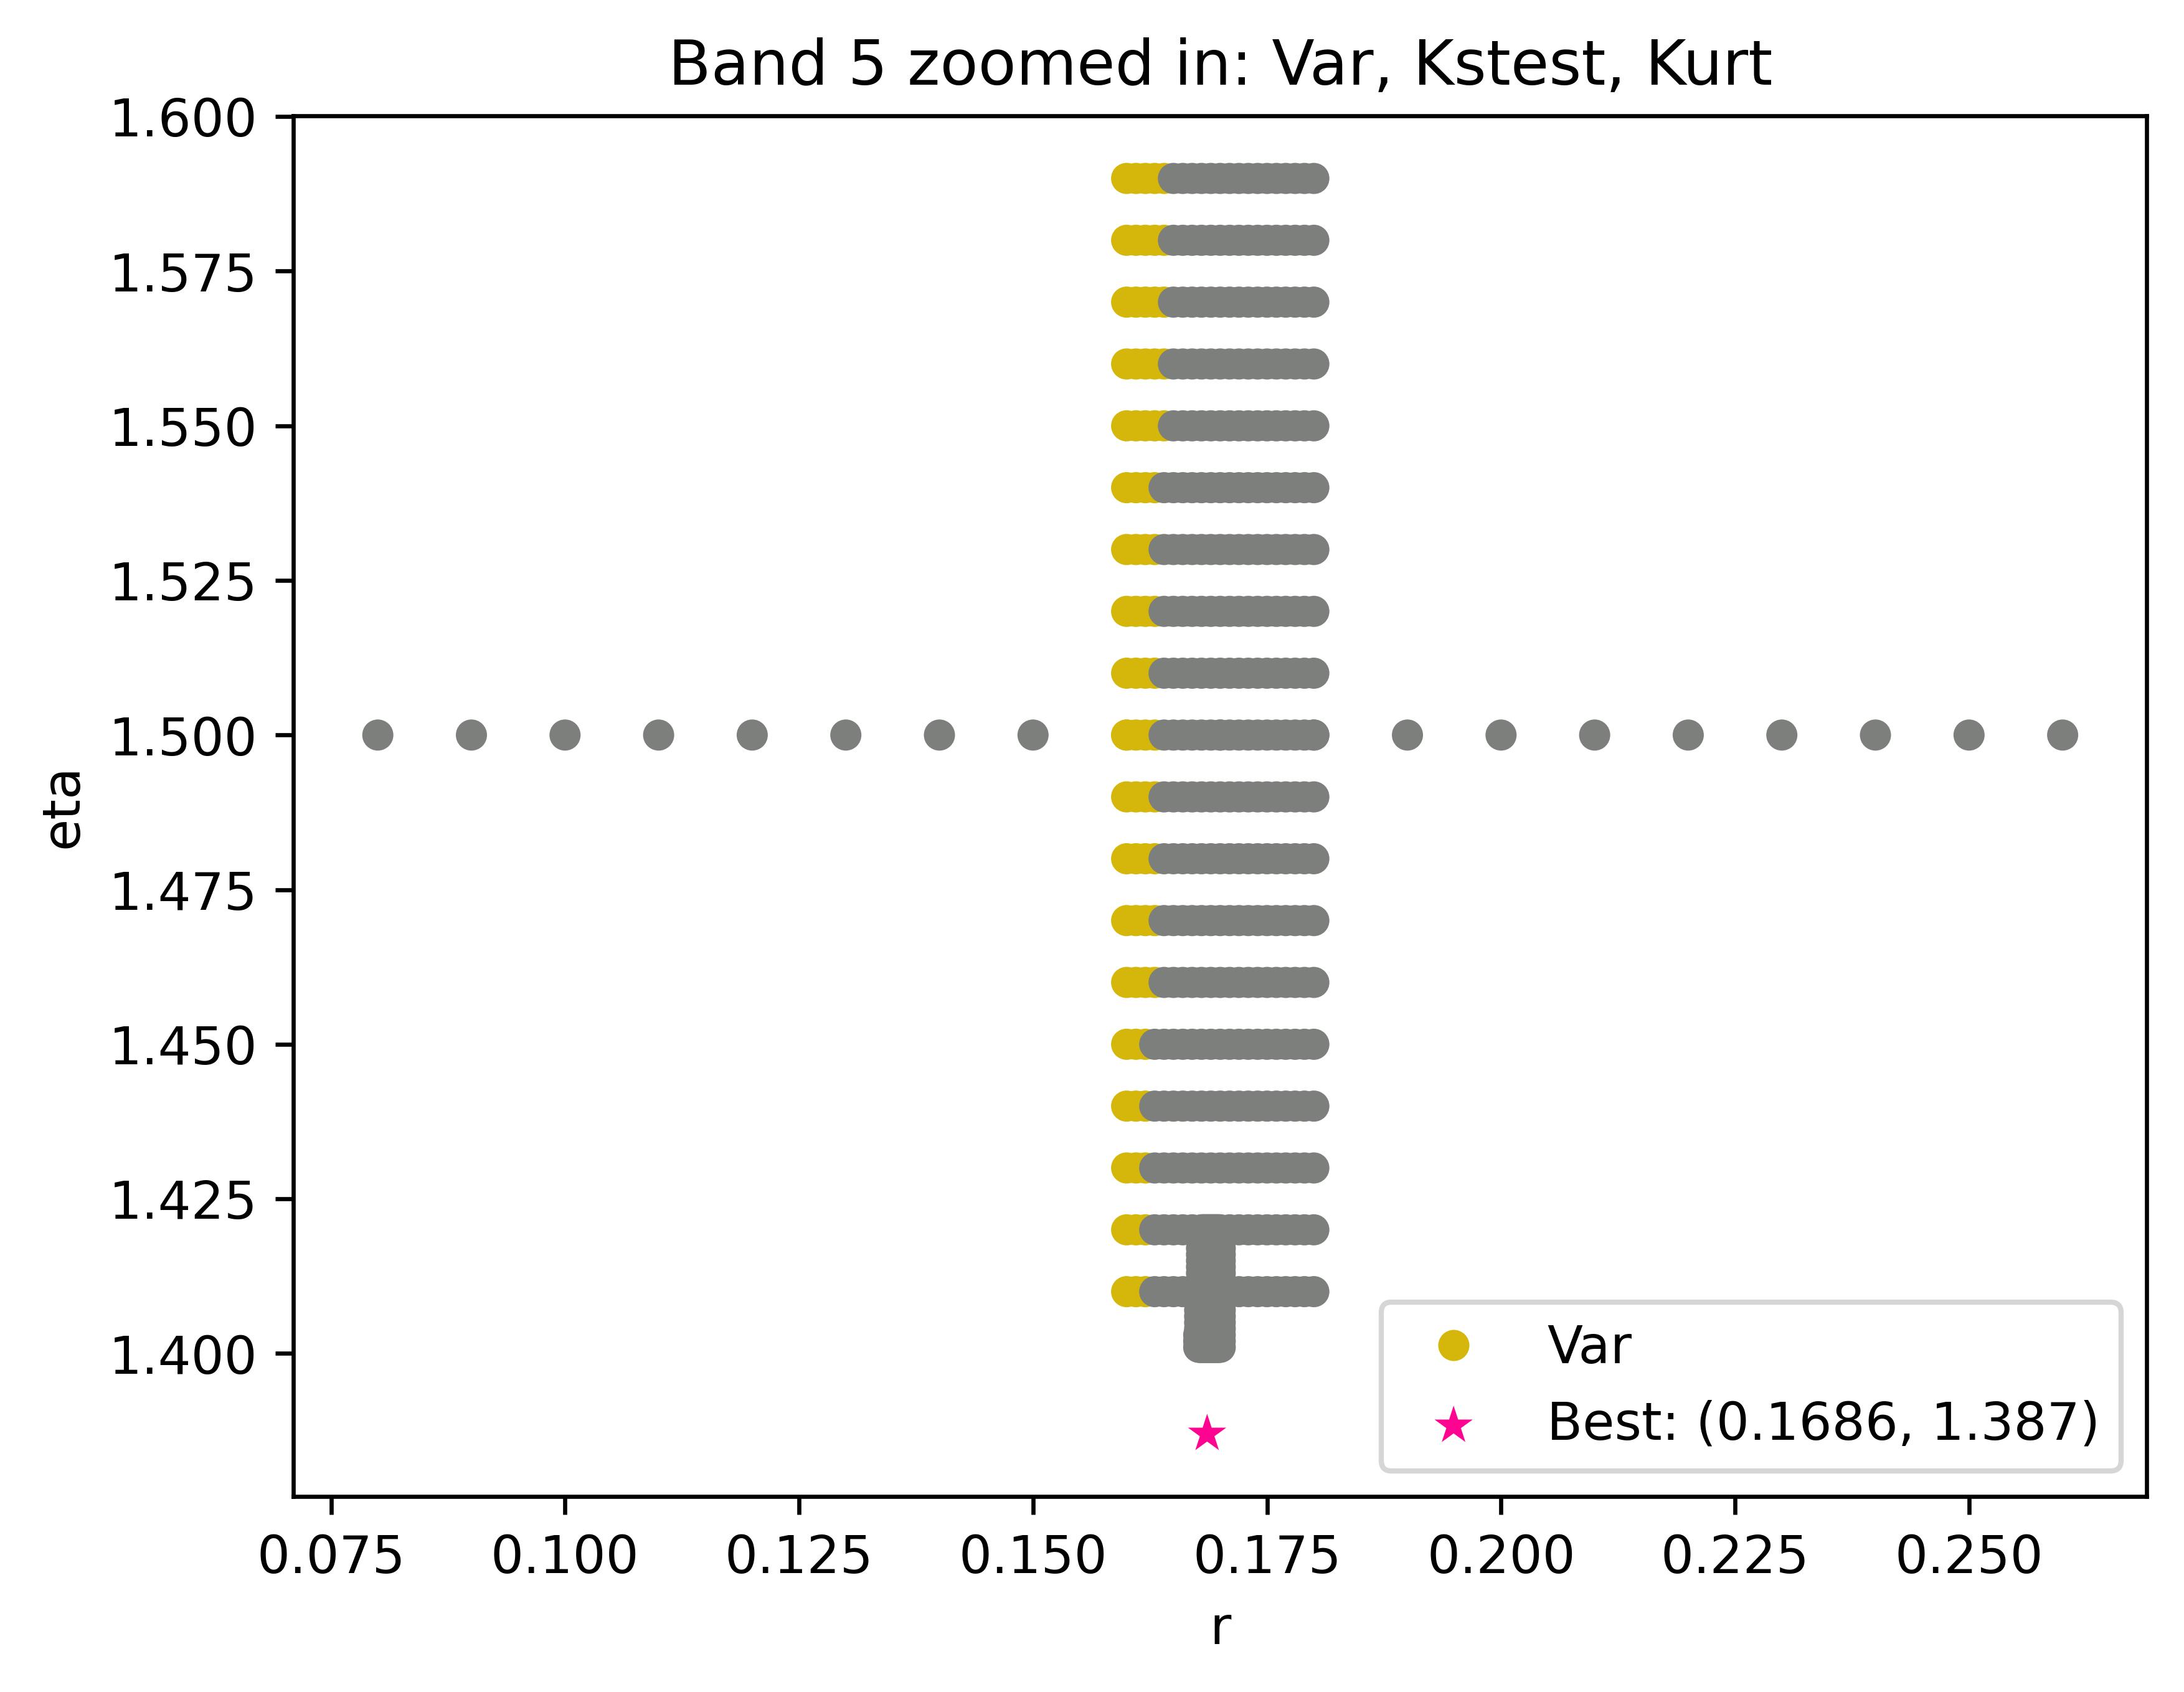 Band 5 zoomed in: Var, Kstest, Kurt
1.600
1.575
1.550
1.525
1.500
1.475
1.450
1.425
1.400
eta
Var
Best: (0.1686, 1.387)
0.075 0.100 0.125 0.150 0.175 0.200 0.225 0.250
r